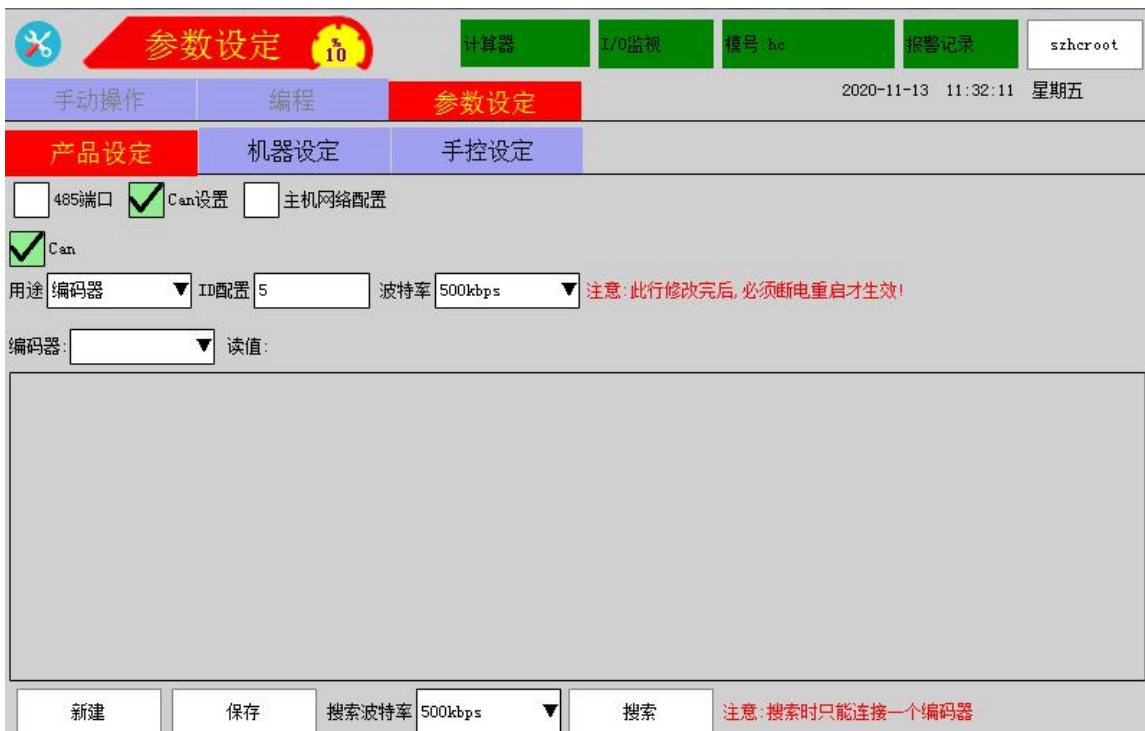 参数设定 % 10 计算器 I/O监视 模号:hc 报警记录 szhcroot
手动操作 编程 参数设定 2020-11-13 11:32:11 星期五
产品设定 机器设定 手控设定
485端口 Can设置 主机网络配置
Can
用途 编码器 ID配置 5 波特率 500kbps 注意:此行修改完后,必须断电重启才生效!
编码器: 读值:
新建 保存 搜索波特率 500kbps 搜索 注意:搜索时只能连接一个编码器